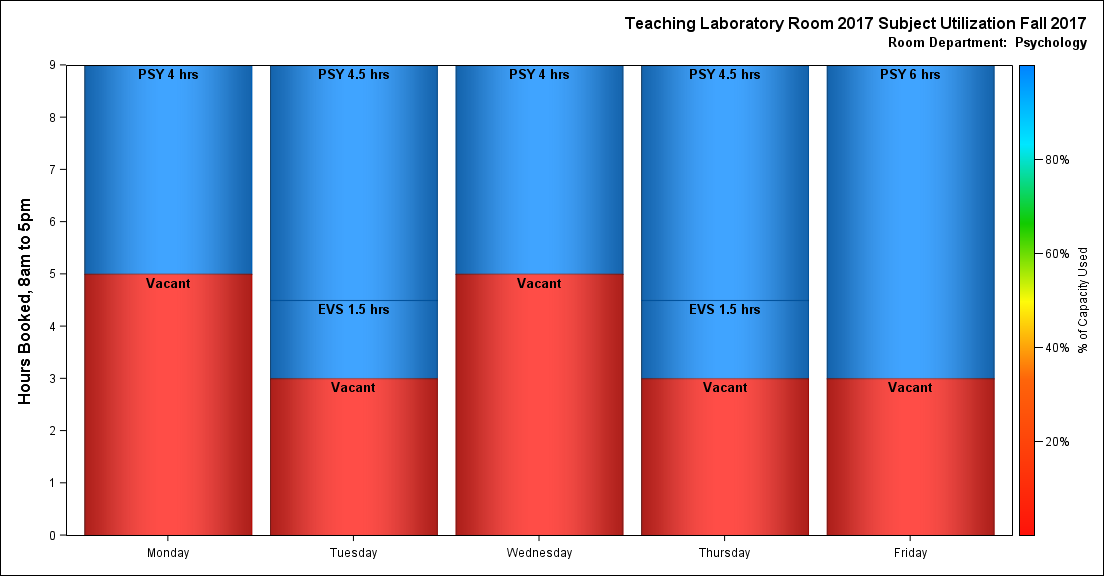 Teaching Laboratory Room 2017 Subject Utilization Fall 2017
Room Department:  Psychology
Hours Booked, 8am to 5pm
9
8
7
6
5
4
3
2
1
0
PSY 4 hrs
Vacant
PSY 4.5 hrs
EVS 1.5 hrs
Vacant
PSY 4 hrs
Vacant
PSY 4.5 hrs
EVS 1.5 hrs
Vacant
PSY 6 hrs
Vacant
Monday
Tuesday
Wednesday
Thursday
Friday
80%
60%
40%
20%
% of Capacity Used